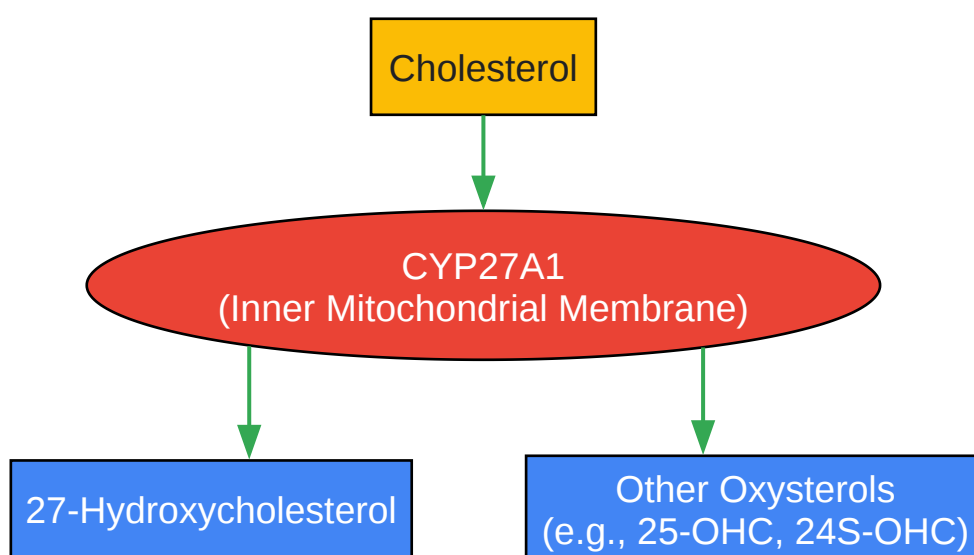 Cholesterol
CYP27A1
(Inner Mitochondrial Membrane)
27-Hydroxycholesterol
Other Oxysterols
(e.g., 25-OHC, 24S-OHC)